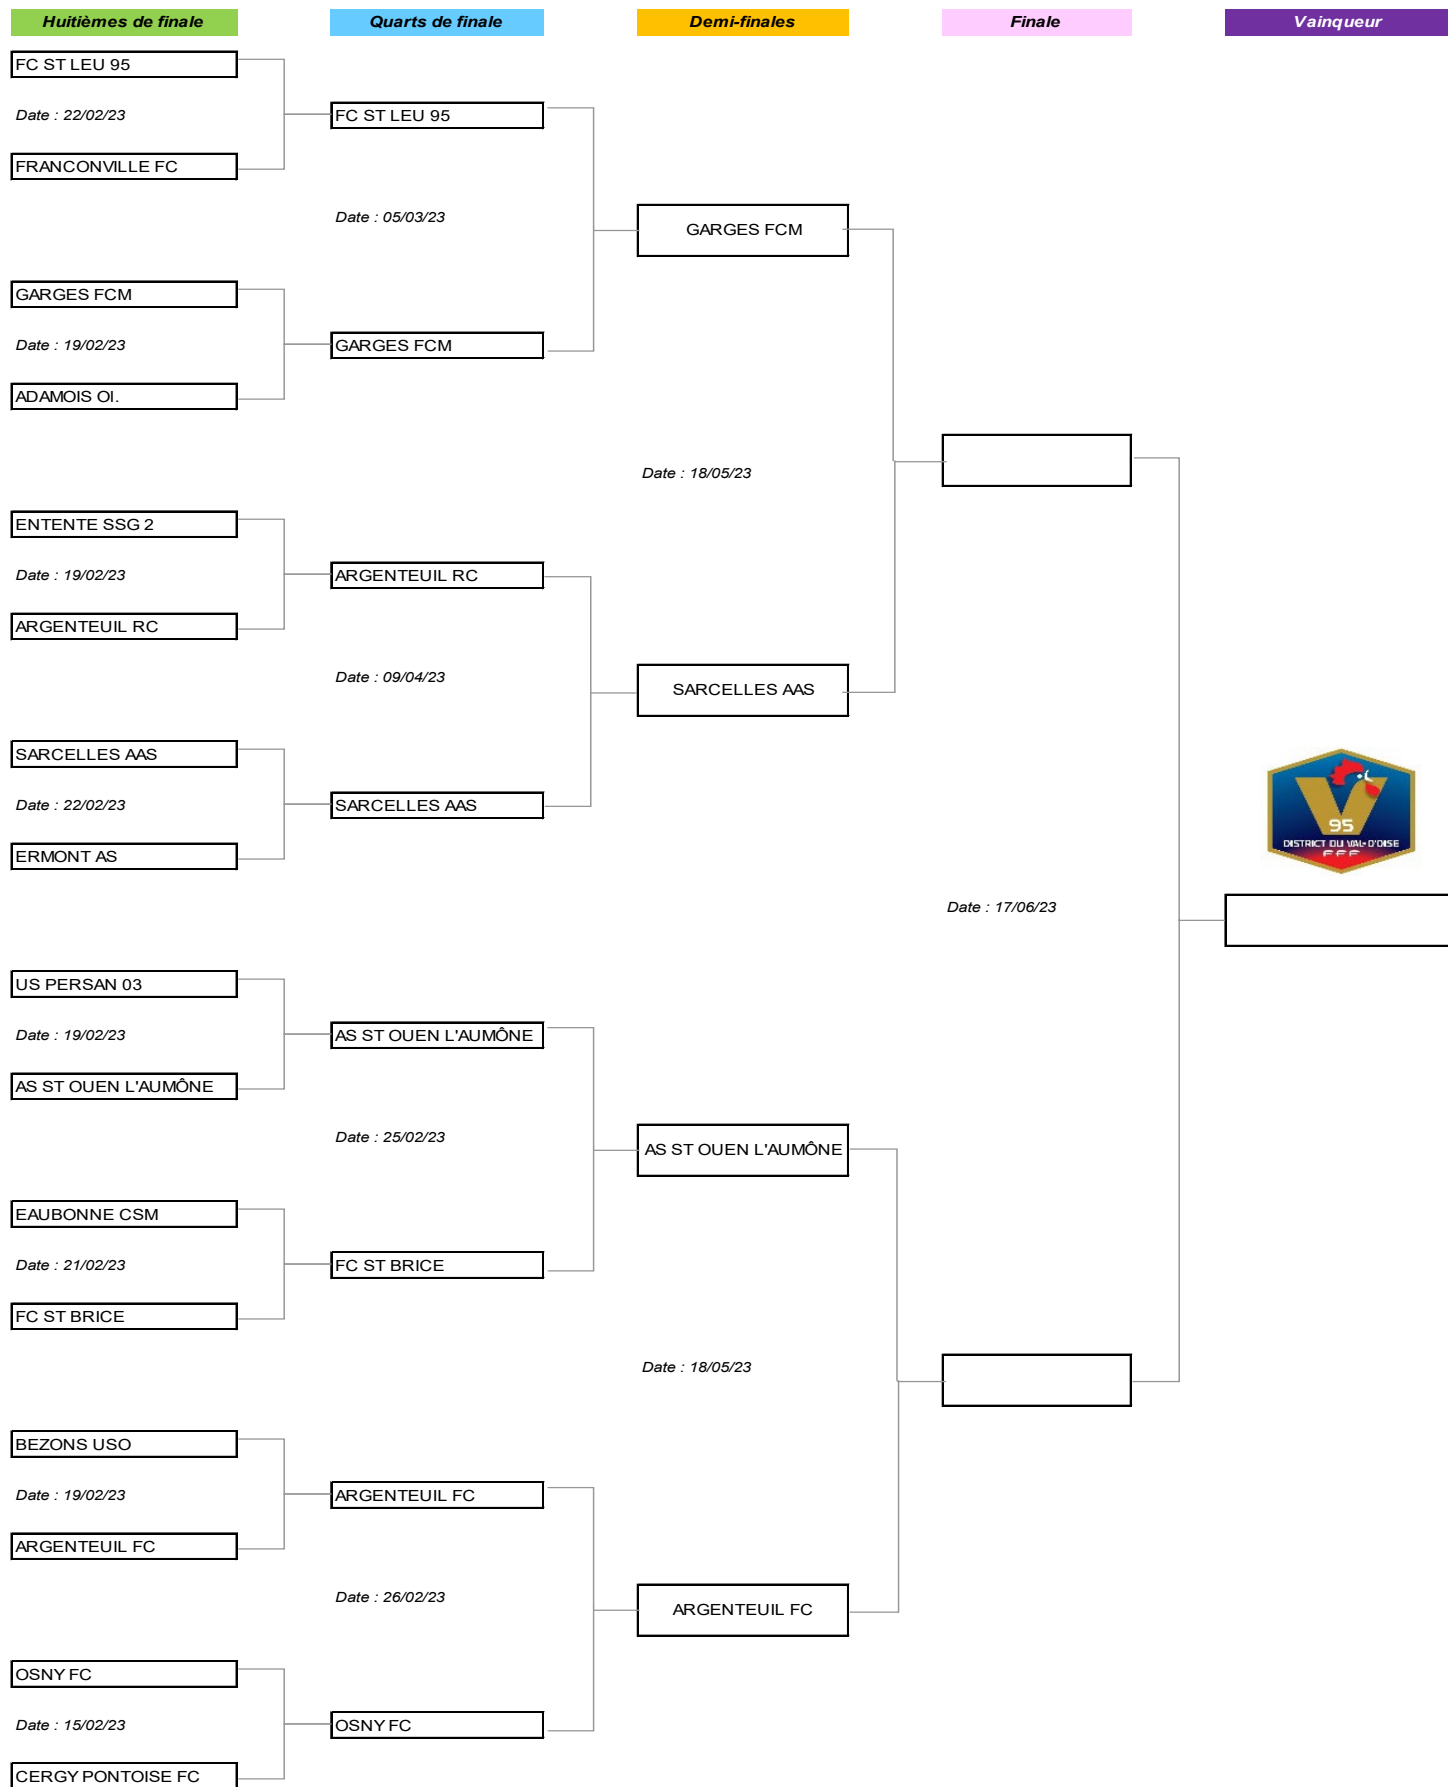 Huitièmes de finale
Quarts de finale
Demi-finales
Finale
Vainqueur
FC ST LEU 95
Date : 22/02/23
FC ST LEU 95
FRANCONVILLE FC
Date : 05/03/23
GARGES FCM
GARGES FCM
Date : 19/02/23
GARGES FCM
ADAMOIS Ol.
Date : 18/05/23
ENTENTE SSG 2
Date : 19/02/23
ARGENTEUIL RC
ARGENTEUIL RC
Date : 09/04/23
SARCELLES AAS
SARCELLES AAS
Date : 22/02/23
SARCELLES AAS
ERMONT AS
95
DISTRICT DU VAL-D'OISE
FFF
Date : 17/06/23
US PERSAN 03
Date : 19/02/23
AS ST OUEN L'AUMÔNE
AS ST OUEN L'AUMÔNE
Date : 25/02/23
AS ST OUEN L'AUMÔNE
EAUBONNE CSM
Date : 21/02/23
FC ST BRICE
FC ST BRICE
Date : 18/05/23
BEZONS USO
Date : 19/02/23
ARGENTEUIL FC
ARGENTEUIL FC
Date : 26/02/23
ARGENTEUIL FC
OSNY FC
Date : 15/02/23
OSNY FC
CERGY PONTOISE FC